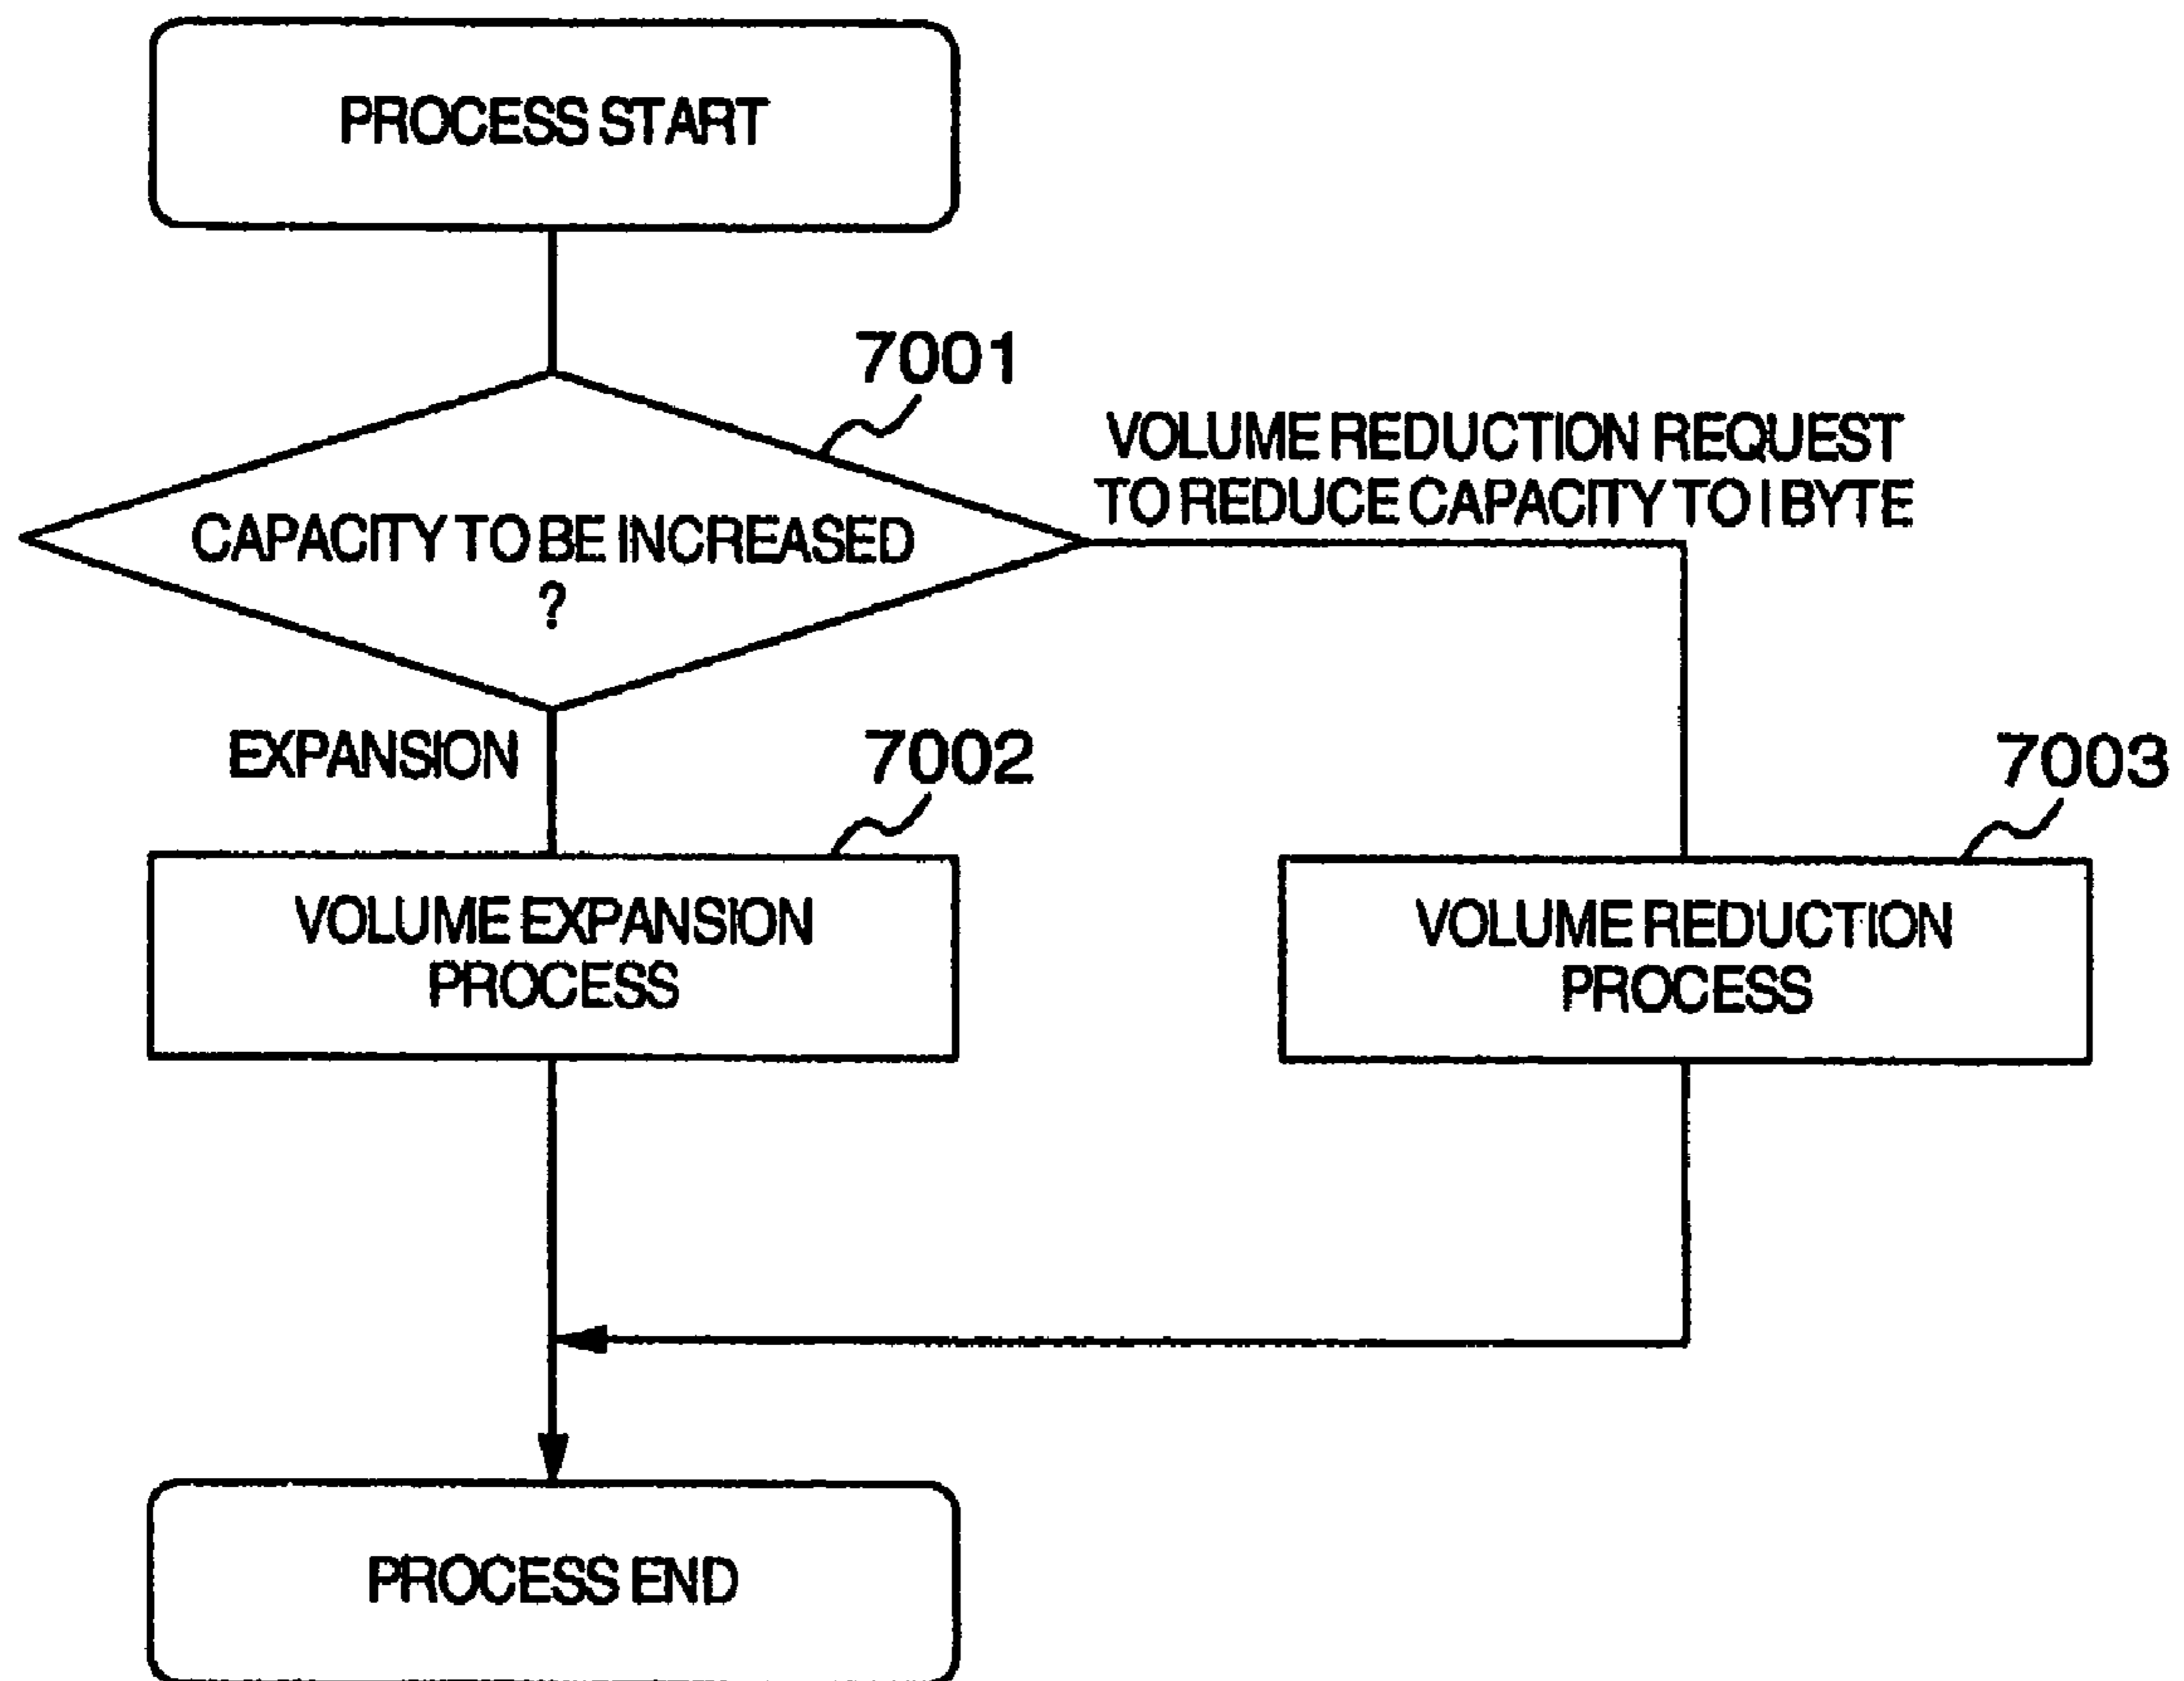 PROCESS START
7001
VOLUME REDUCTION REQUEST
TO REDUCE CAPACITY TO 1 BYTE
CAPACITY TO BE INCREASED
?
EXPANSION
7002
7003
VOLUME EXPANSION
PROCESS
VOLUME REDUCTION
PROCESS
PROCESS END